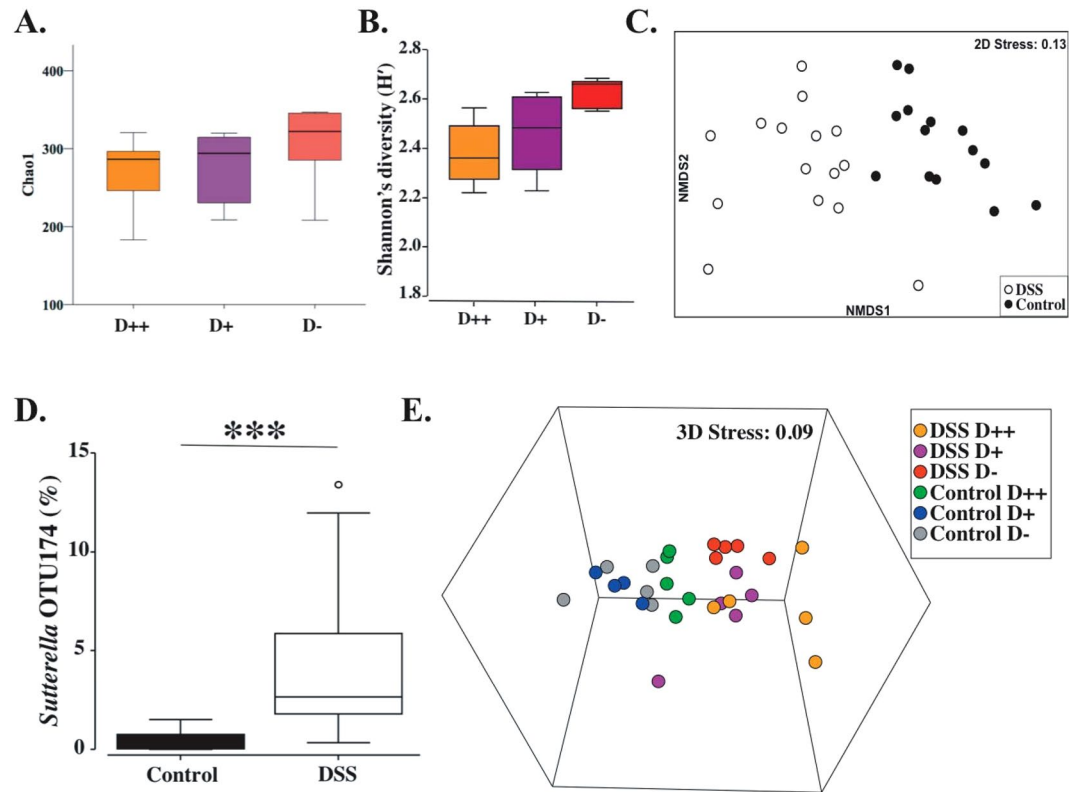 A.
400
300
200
100
Chao1
D++ D+ D-
B.
2.8
2.6
2.4
2.2
2.0
1.8
Shannon's diversity (H')
D++ D+ D-
C.
2D Stress: 0.13
NMDS2
NMDS1
DSS
Control
D.
***
15
10
5
0
Sutterella OTU174 (%)
Control DSS
E.
3D Stress: 0.09
DSS D++
DSS D+
DSS D-
Control D++
Control D+
Control D-